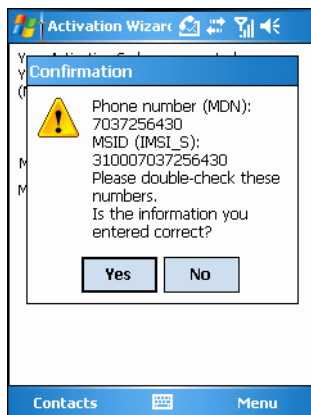 Activation Wizar
Confirmation
Phone number (MDN):
7037256430
MSID (IMSI_S):
310007037256430
Please double-check these
numbers.
Is the information you
entered correct?
Yes No
Contacts Menu